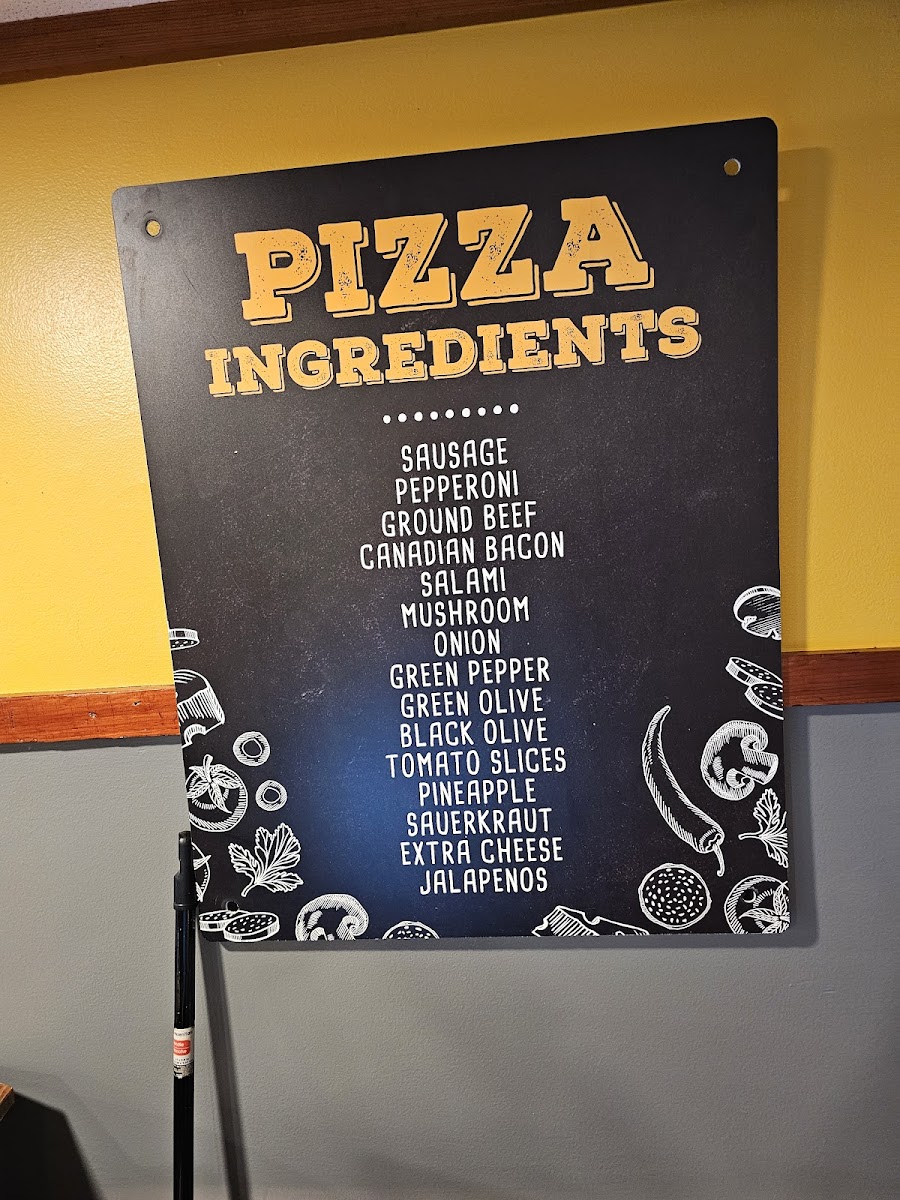 PIZZA
INGREDIENTS
SAUSAGE
PEPPERONI
GROUND BEEF
CANADIAN BACON
SALAMI
MUSHROOM
ONION
GREEN PEPPER
GREEN OLIVE
BLACK OLIVE
TOMATO SLICES
PINEAPPLE
SAUERKRAUT
EXTRA CHEESE
JALAPENOS